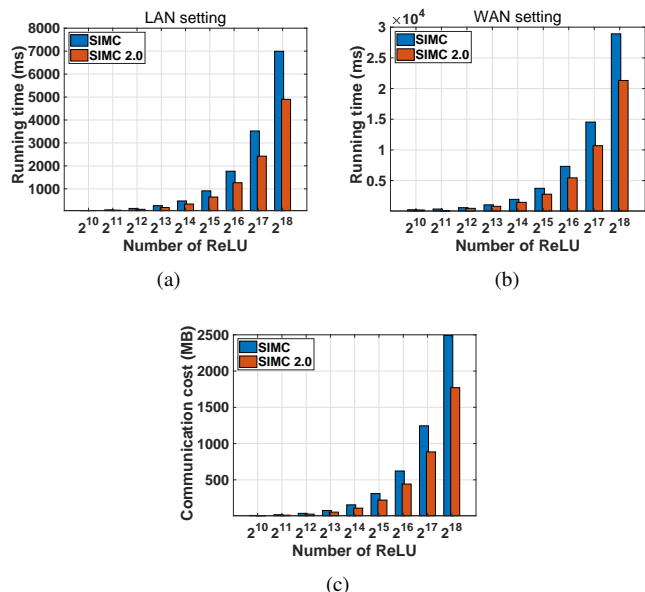 LAN setting
8000
7000
6000
5000
4000
3000
2000
1000
Running time (ms)
SIMC
SIMC 2.0
2^10 2^11 2^12 2^13 2^14 2^15 2^16 2^17 2^18
Number of ReLU
(a)
WAN setting
×10^4
3
2.5
2
1.5
1
0.5
Running time (ms)
SIMC
SIMC 2.0
2^10 2^11 2^12 2^13 2^14 2^15 2^16 2^17 2^18
Number of ReLU
(b)
2500
2000
1500
1000
500
Communication cost (MB)
SIMC
SIMC 2.0
2^10 2^11 2^12 2^13 2^14 2^15 2^16 2^17 2^18
Number of ReLU
(c)